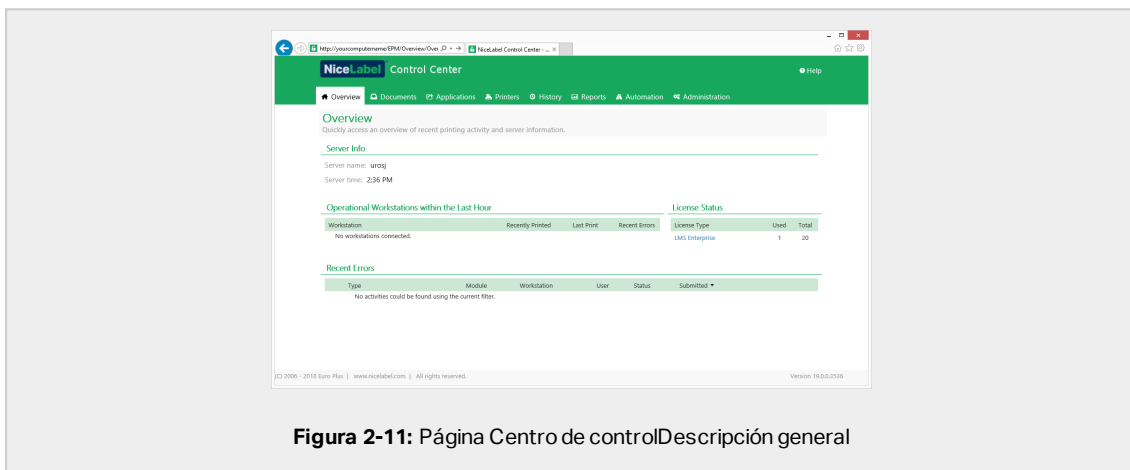 http://yourcomputername/EPM/Overview/Over
NiceLabel Control Center - ...
NiceLabel Control Center
Help
Overview Documents Applications Printers History Reports Automation Administration
Overview
Quickly access an overview of recent printing activity and server information.
Server Info
Server name: urosj
Server time: 2:36 PM
Operational Workstations within the Last Hour License Status
Workstation Recently Printed Last Print Recent Errors License Type Used Total
No workstations connected. LMS Enterprise 1 20
Recent Errors
Type Module Workstation User Status Submitted
No activities could be found using the current filter.
(C) 2006 - 2018 Euro Plus | www.nicelabel.com | All rights reserved. Version 19.0.0.2536
Figura 2-11: Página Centro de controlDescripción general